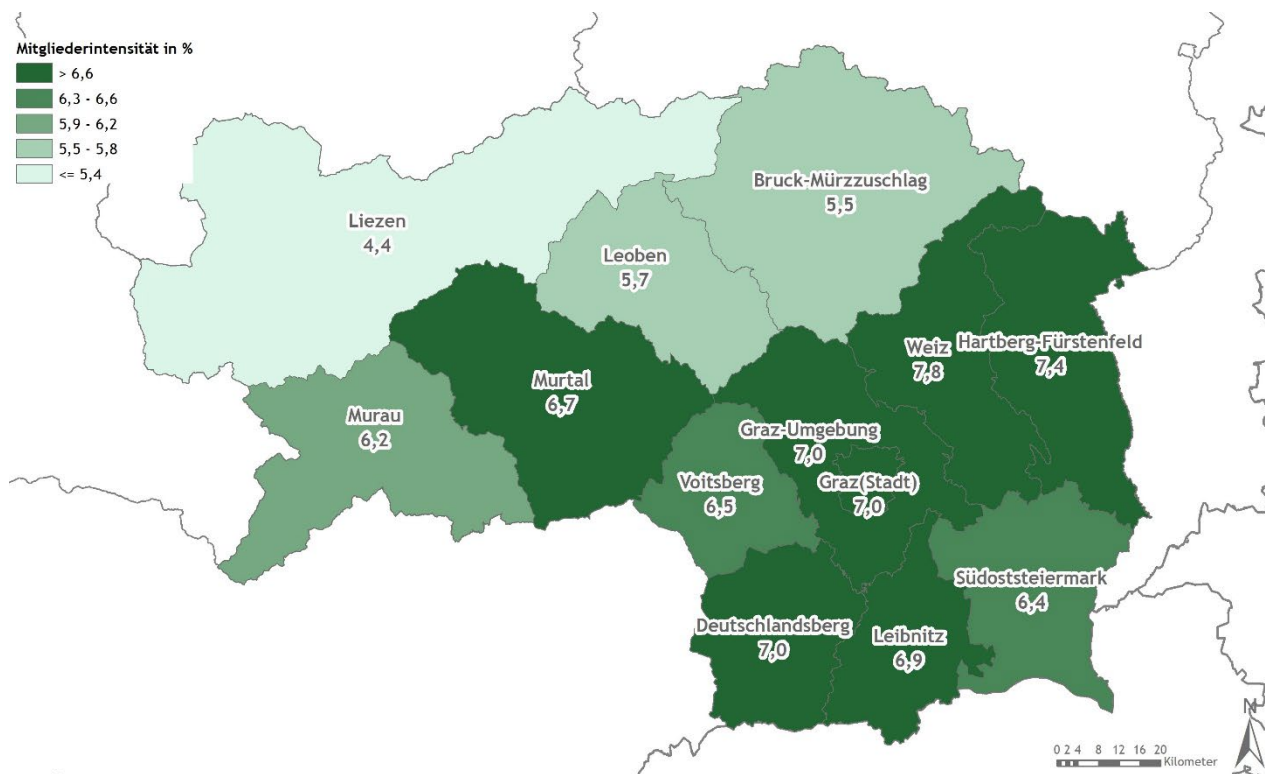 Mitgliederintensität in %
> 6,6
6,3 - 6,6
5,9 - 6,2
5,5 - 5,8
<= 5,4
Bruck-Mürzzuschlag
5,5
Liezen
4,4
Leoben
5,7
Weiz
7,8
Hartberg-Fürstenfeld
7,4
Murtal
6,7
Murau
6,2
Graz-Umgebung
7,0
Voitsberg
6,5
Graz(Stadt)
7,0
Südoststeiermark
6,4
Deutschlandsberg
7,0
Leibnitz
6,9
N
0 2 4 8 12 16 20
Kilometer